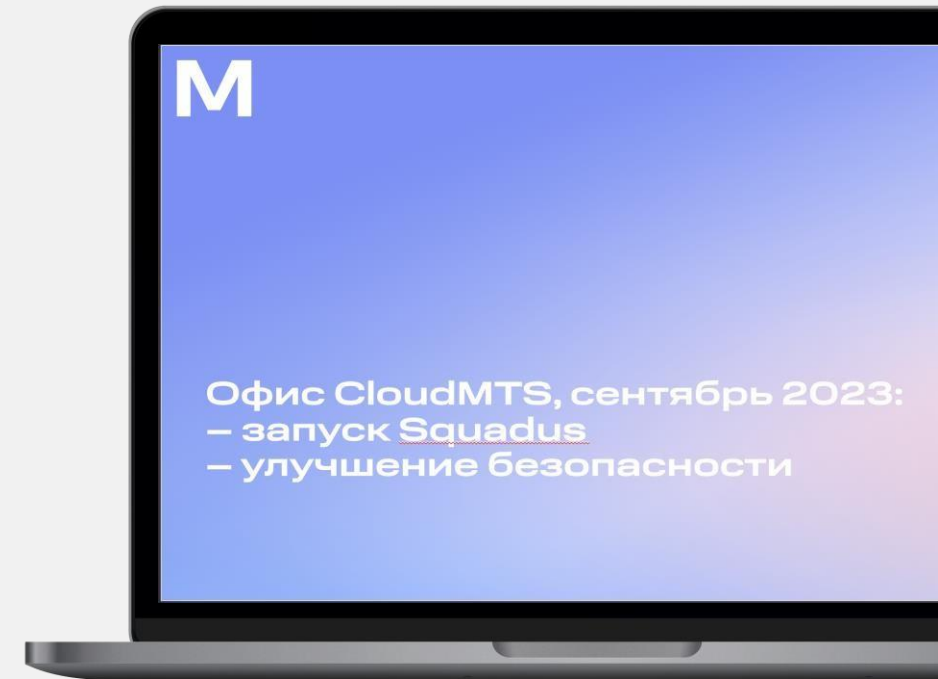 M
Офис CloudMTS, сентябрь 2023:
– запуск Squadus
– улучшение безопасности